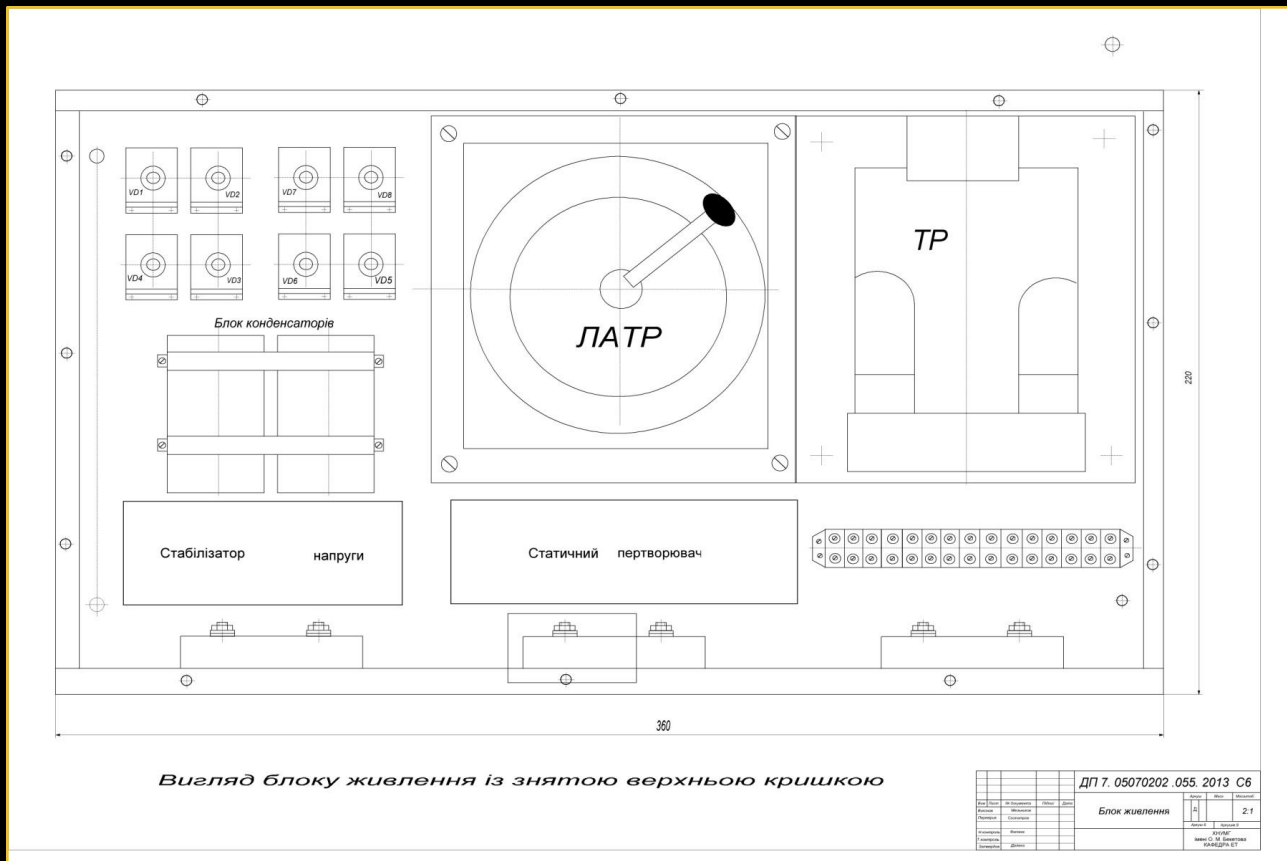 VD1 VD2 VD7 VD8
VD4 VD3 VD6 VD5
Блок конденсаторів
ЛАТР
ТР
Стабілізатор напруги
Статичний пертворювач
220
360
Вигляд блоку живлення із знятою верхньою кришкою
ДП 7. 05070202 .055. 2013 С6
Блок живлення
2:1
КНУМГ
імені О. М. Бекетова
КАФЕДРА ЕТ